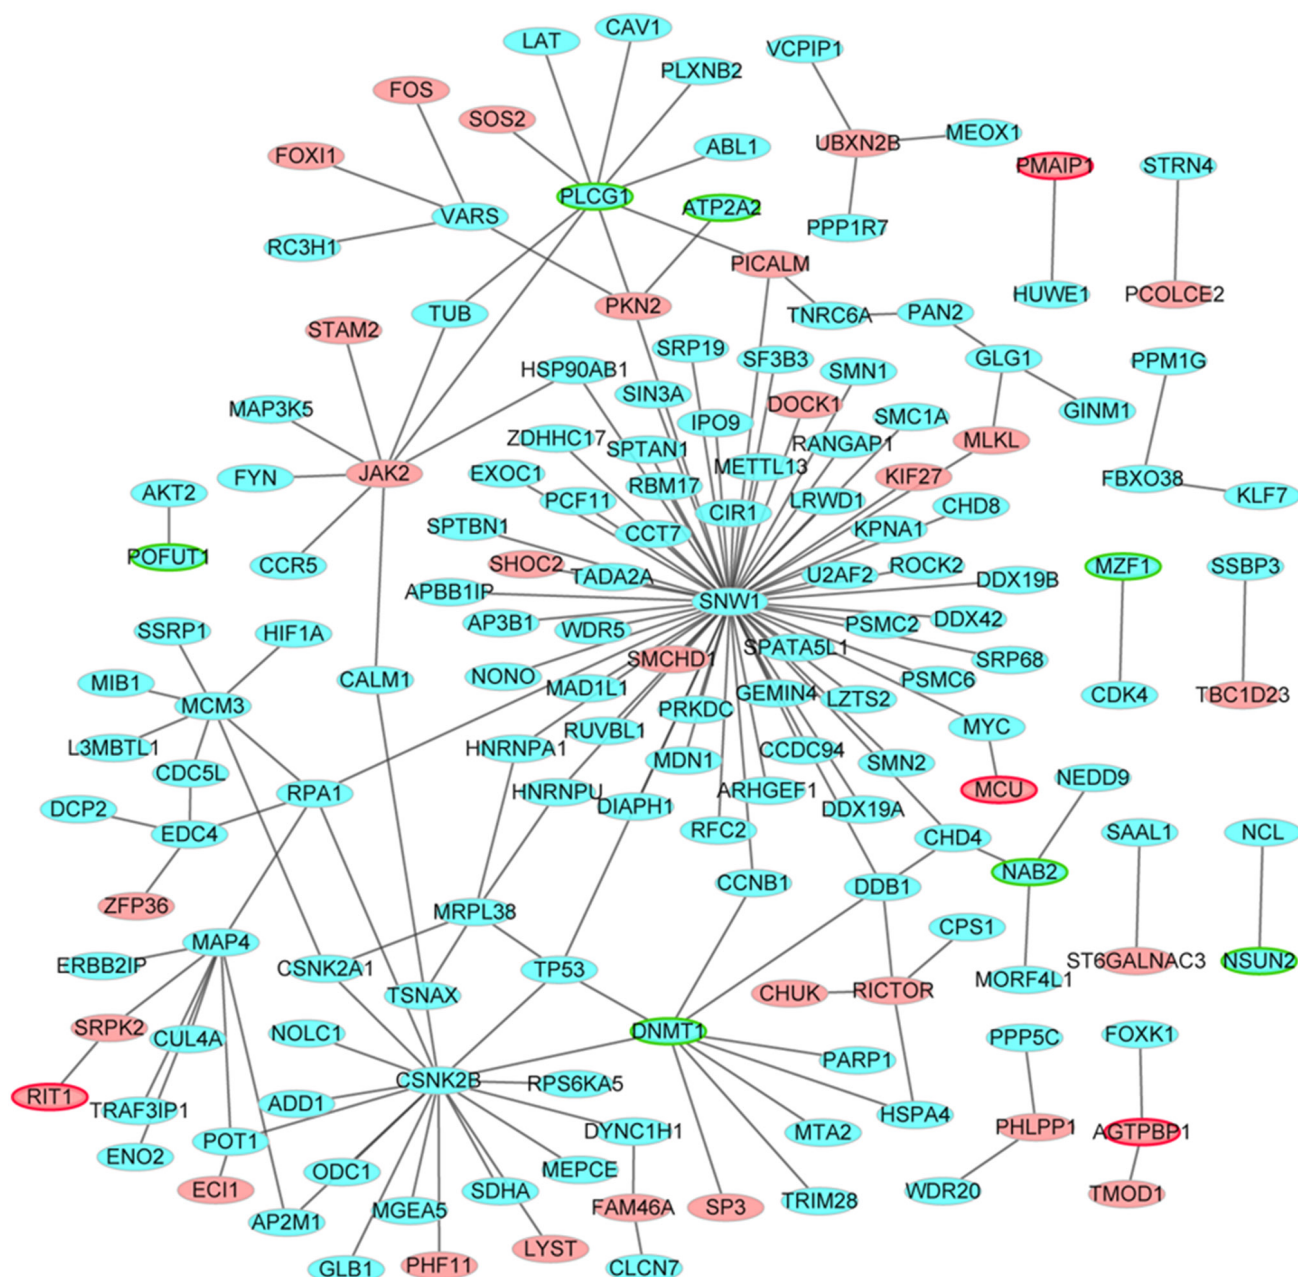 CAV1
LAT
VCPIP1
PLXNB2
FOS
SOS2
MEOX1
UBXN2B
ABL1
FOXI1
PMAIP1
STRN4
PLCG1
ATP2A2
VARS
PPP1R7
RC3H1
PICALM
HUWE1
PCOLCE2
PKN2
TUB
TNRC6A
PAN2
STAM2
SRP19
SF3B3
GLG1
PPM1G
HSP90AB1
SMN1
SIN3A
DOCK1
MAP3K5
GINM1
IPO9
SMC1A
ZDHHC17
SPTAN1
RANGAP1
MLKL
METTL13
JAK2
EXOC1
FYN
KIF27
FBXO38
RBM17
AKT2
KLF7
PCF11
LRWD1
CHD8
CIR1
SPTBN1
KPNA1
CCT7
POFUT1
CCR5
SHOC2
TADA2A
U2AF2
ROCK2
MZF1
SSBP3
DDX19B
APBB1IP
SNW1
AP3B1
DDX42
PSMC2
WDR5
SSRP1
HIF1A
SPATA5L1
SMCHD1
SRP68
NONO
MIB1
CALM1
PSMC6
MAD1L1
GEMIN4
CDK4
TBC1D23
LZTS2
MCM3
PRKDC
MYC
RUVBL1
L3MBTL1
HNRNPA1
CCDC94
MDN1
SMN2
CDC5L
NEDD9
RPA1
HNRNPU
ARHGEF1
MCU
DIAPH1
DCP2
DDX19A
RFC2
EDC4
CHD4
SAAL1
NCL
NAB2
CCNB1
DDB1
ZFP36
MRPL38
CPS1
MAP4
ERBB2IP
CSNK2A1
TP53
ST6GALNAC3
NSUN2
MORF4L1
RICTOR
CHUK
TSNAX
SRPK2
DNMT1
NOLC1
CUL4A
PPP5C
FOXK1
PARP1
CSNK2B
RPS6KA5
RIT1
ADD1
TRAF3IP1
HSPA4
PHLPP1
DYNC1H1
MTA2
AGTPBP1
POT1
ENO2
ODC1
MEPCE
ECI1
SDHA
WDR20
TMOD1
TRIM28
FAM46A
SP3
MGEA5
AP2M1
LYST
PHF11
GLB1
CLCN7